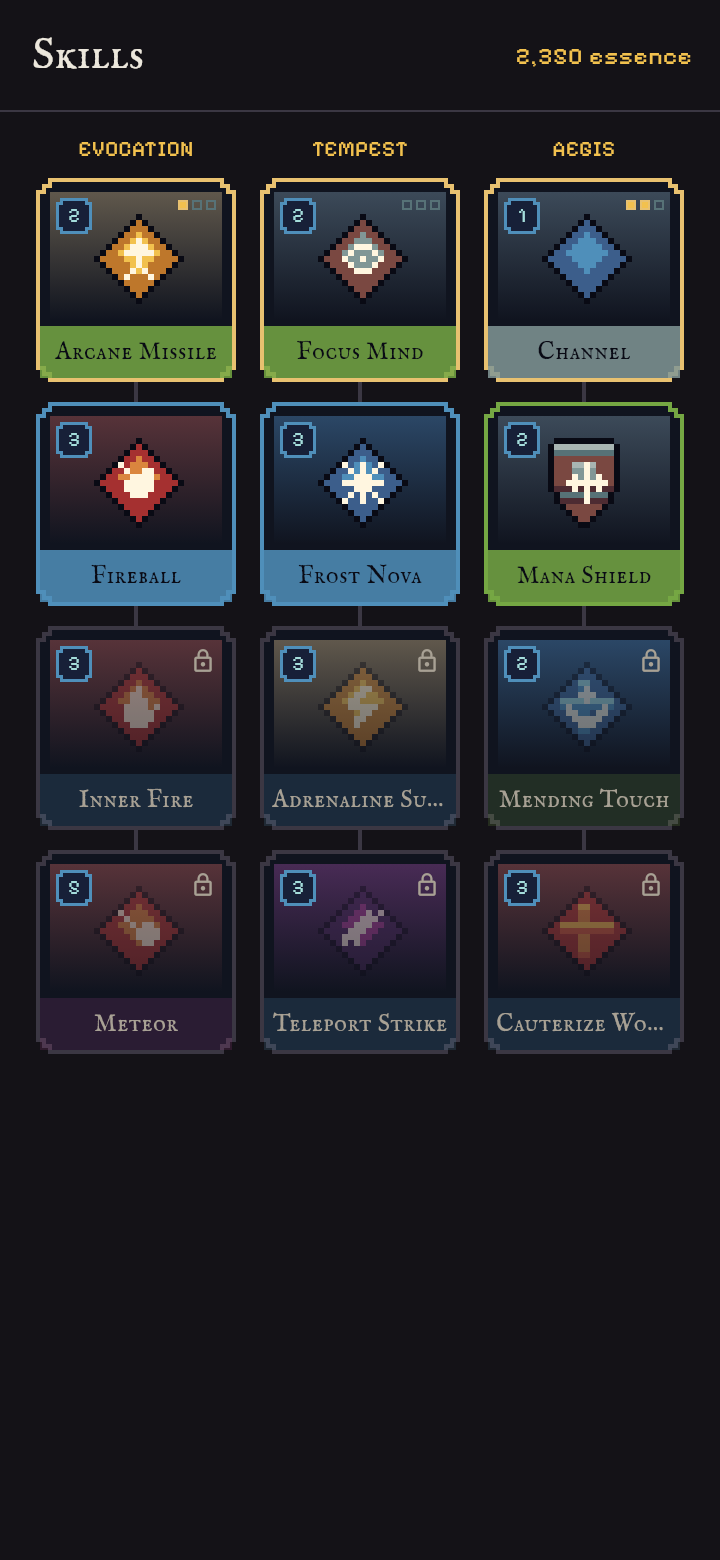 Skills
2,350 essence
EVOCATION
TEMPEST
AEGIS
2
2
1
Arcane Missile
Focus Mind
Channel
3
3
2
Fireball
Frost Nova
Mana Shield
3
3
2
Inner Fire
Adrenaline Su...
Mending Touch
5
3
3
Meteor
Teleport Strike
Cauterize Wo...